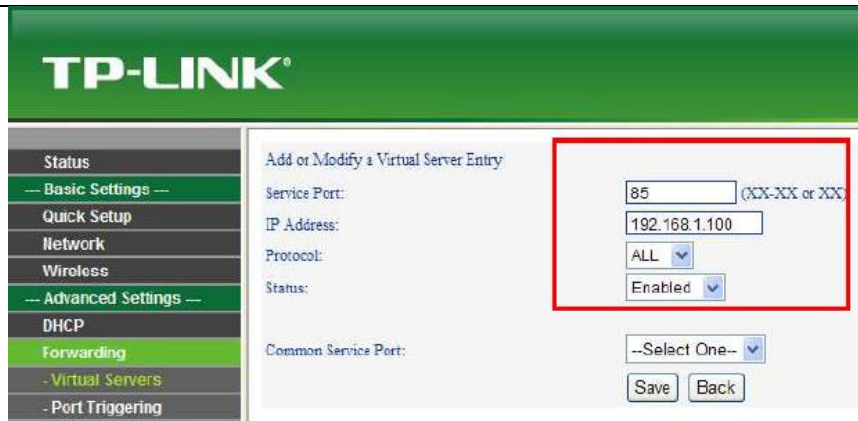 TP-LINK®
Status
--- Basic Settings ---
Quick Setup
Network
Wireless
--- Advanced Settings ---
DHCP
Forwarding
- Virtual Servers
- Port Triggering
Add or Modify a Virtual Server Entry
Service Port: 85 (XX-XX or XX)
IP Address: 192.168.1.100
Protocol: ALL
Status: Enabled
Common Service Port: --Select One--
Save Back